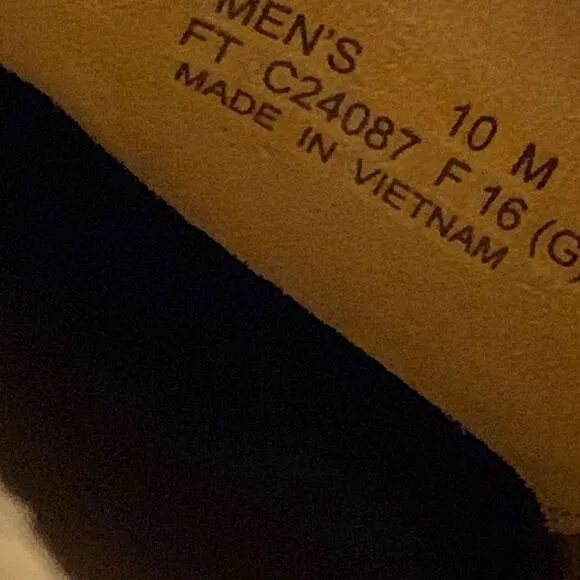 MEN'S 10 M
FT C24087 F 16 (G)
MADE IN VIETNAM